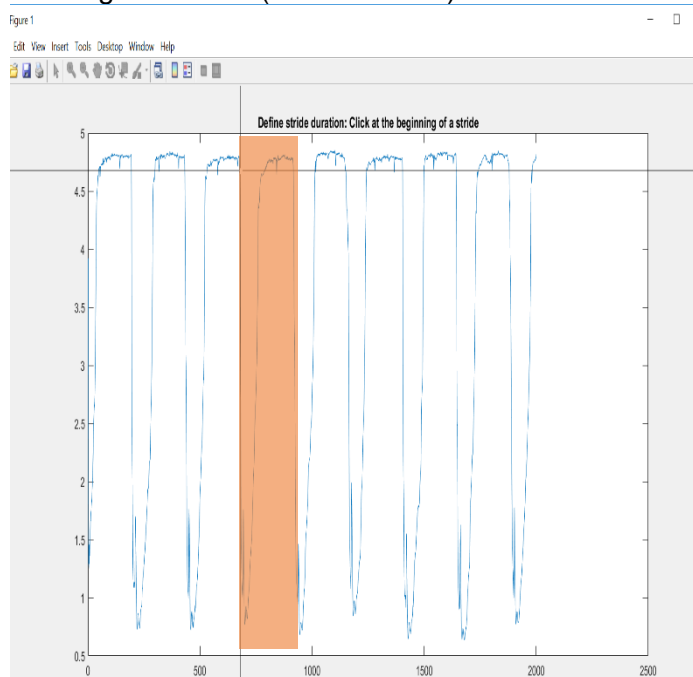 Figure 1
Edit View Insert Tools Desktop Window Help
Define stride duration: Click at the beginning of a stride
5
4.5
4
3.5
3
2.5
2
1.5
1
0.5
0 500 1000 1500 2000 2500